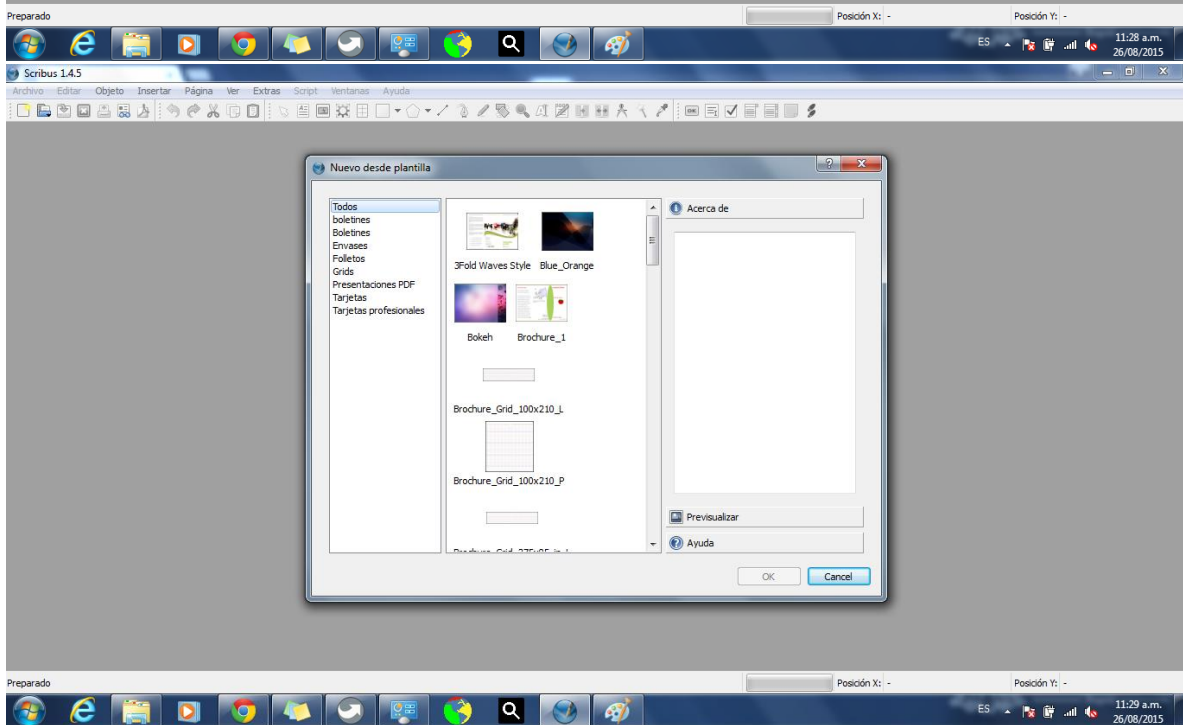 Preparado Posición X: - Posición Y: -
ES 11:28 a.m.
26/08/2015
Scribus 1.4.5
Archivo Editar Objeto Insertar Página Ver Extras Script Ventanas Ayuda
Nuevo desde plantilla
Todos
boletines
Boletines
Envases
Folletos
Grids
Presentaciones PDF
Tarjetas
Tarjetas profesionales
3Fold Waves Style Blue_Orange
Bokeh Brochure_1
Brochure_Grid_100x210_L
Brochure_Grid_100x210_P
Acerca de
Previsualizar
Ayuda
OK Cancel
Preparado Posición X: - Posición Y: -
ES 11:29 a.m.
26/08/2015